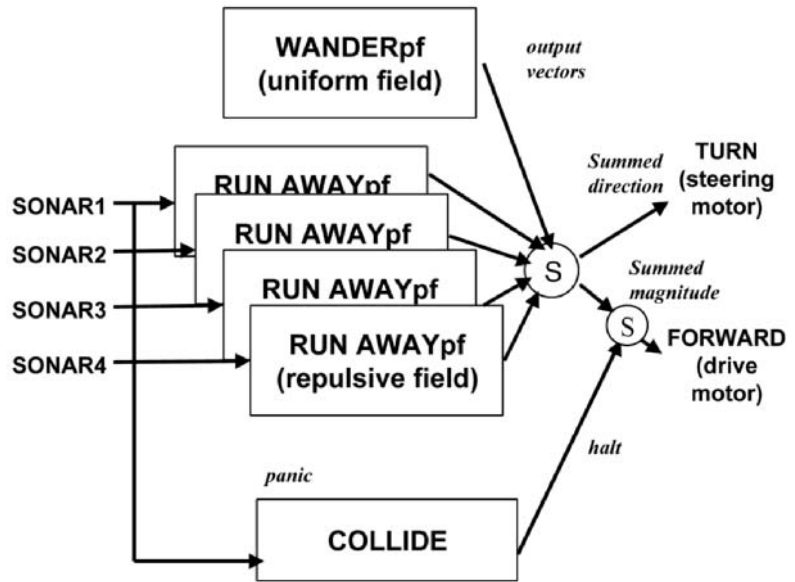 WANDERpf
(uniform field)
output
vectors
RUN AWAYpf
RUN AWAYpf
RUN AWAYpf
RUN AWAYpf
(repulsive field)
SONAR1
SONAR2
SONAR3
SONAR4
S
Summed
direction
TURN
(steering
motor)
Summed
magnitude
S
FORWARD
(drive
motor)
halt
panic
COLLIDE